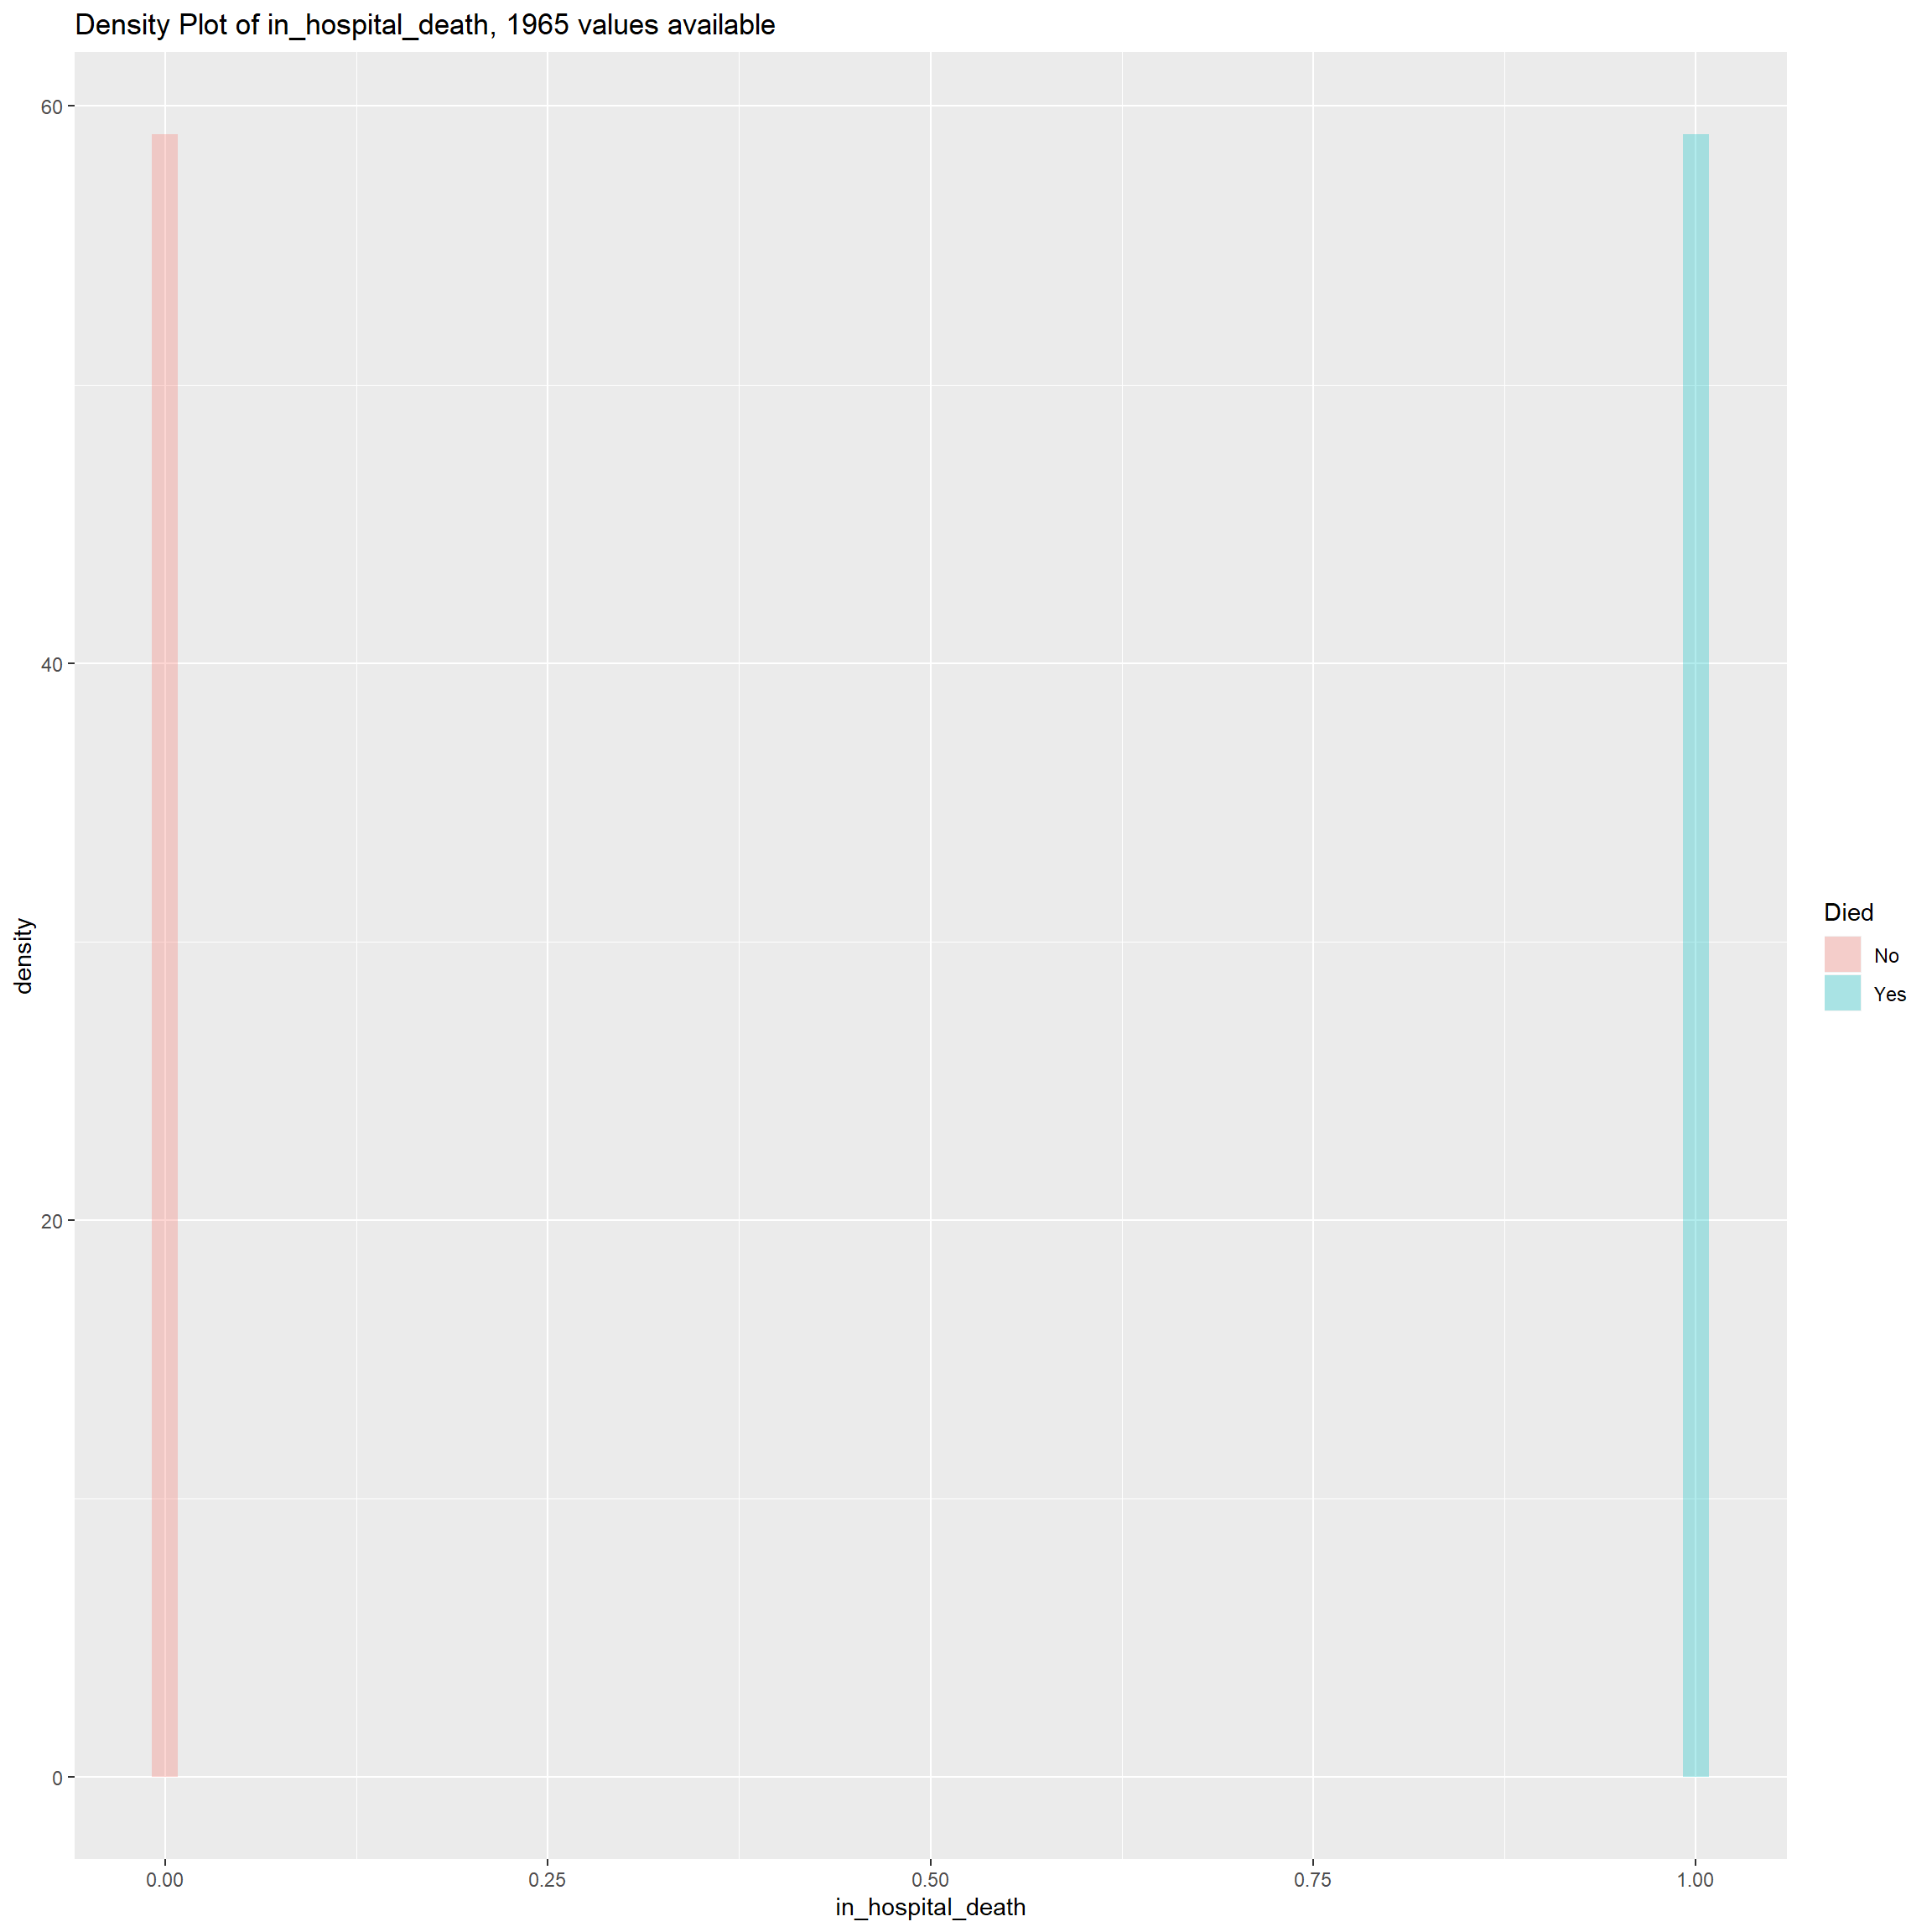 Density Plot of in_hospital_death, 1965 values available
60
40
20
0
density
0.00 0.25 0.50 0.75 1.00
in_hospital_death
Died
No
Yes